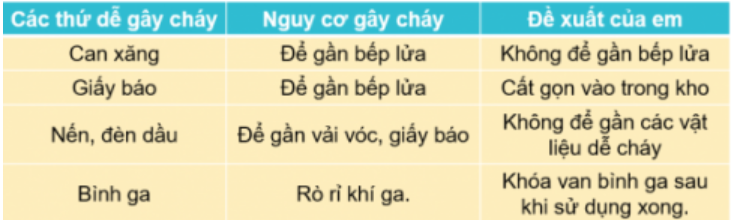 Các thứ dễ gây cháy Nguy cơ gây cháy Đề xuất của em
Can xăng Để gần bếp lửa Không để gần bếp lửa
Giấy báo Để gần bếp lửa Cất gọn vào trong kho
Nến, đèn dầu Để gần vải vóc, giấy báo Không để gần các vật
liệu dễ cháy
Bình ga Rò rỉ khí ga. Khóa van bình ga sau
khi sử dụng xong.